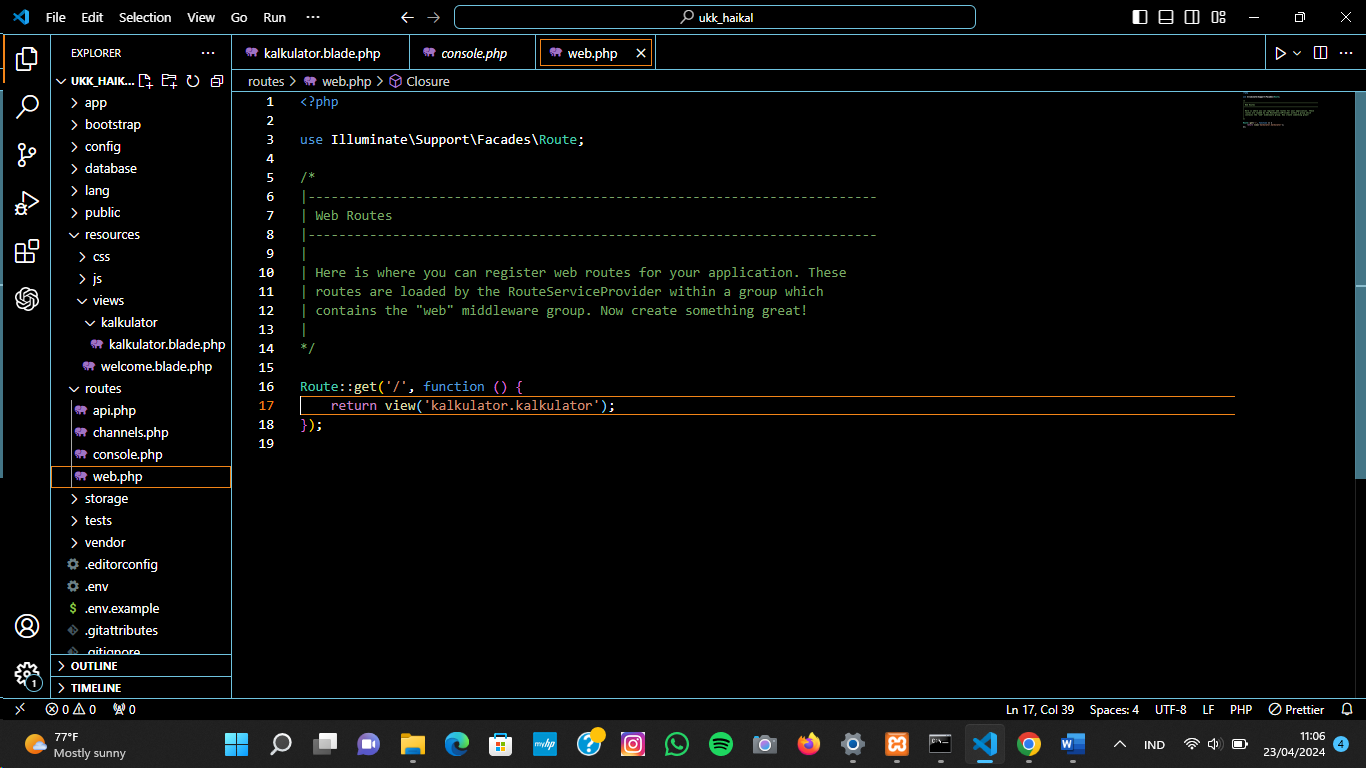 File Edit Selection View Go Run ···
ukk_haikal
EXPLORER
kalkulator.blade.php
console.php
web.php
UKK_HAIK...
routes > web.php > Closure
app
bootstrap
config
database
lang
public
resources
css
js
views
kalkulator
kalkulator.blade.php
welcome.blade.php
routes
api.php
channels.php
console.php
web.php
storage
tests
vendor
.editorconfig
.env
$ .env.example
.gitattributes
.gitignore
OUTLINE
TIMELINE
1 <?php
2
3 use Illuminate\Support\Facades\Route;
4
5 /*
6 |--------------------------------------------------------------------------
7 | Web Routes
8 |--------------------------------------------------------------------------
9 |
10 | Here is where you can register web routes for your application. These
11 | routes are loaded by the RouteServiceProvider within a group which
12 | contains the "web" middleware group. Now create something great!
13 |
14 */
15
16 Route::get('/', function () {
17     return view('kalkulator.kalkulator');
18 });
19
1
0 0 0
Ln 17, Col 39 Spaces: 4 UTF-8 LF PHP Prettier
77°F
Mostly sunny
myhp
?
C:\
W
IND
11:06
23/04/2024
4